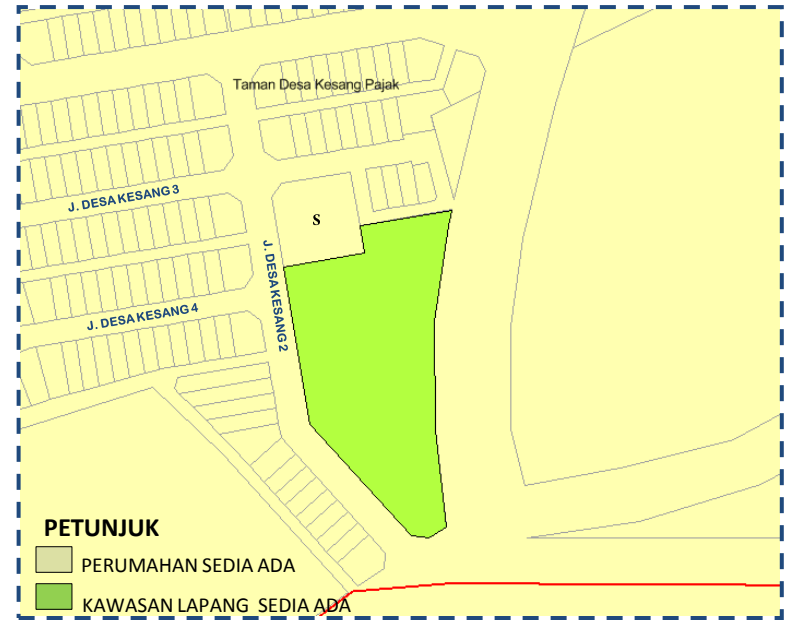 Taman Desa Kesang Pajak
J. DESA KESANG 3
S
J. DESA KESANG 2
J. DESA KESANG 4
PETUNJUK
PERUMAHAN SEDIA ADA
KAWASAN LAPANG SEDIA ADA